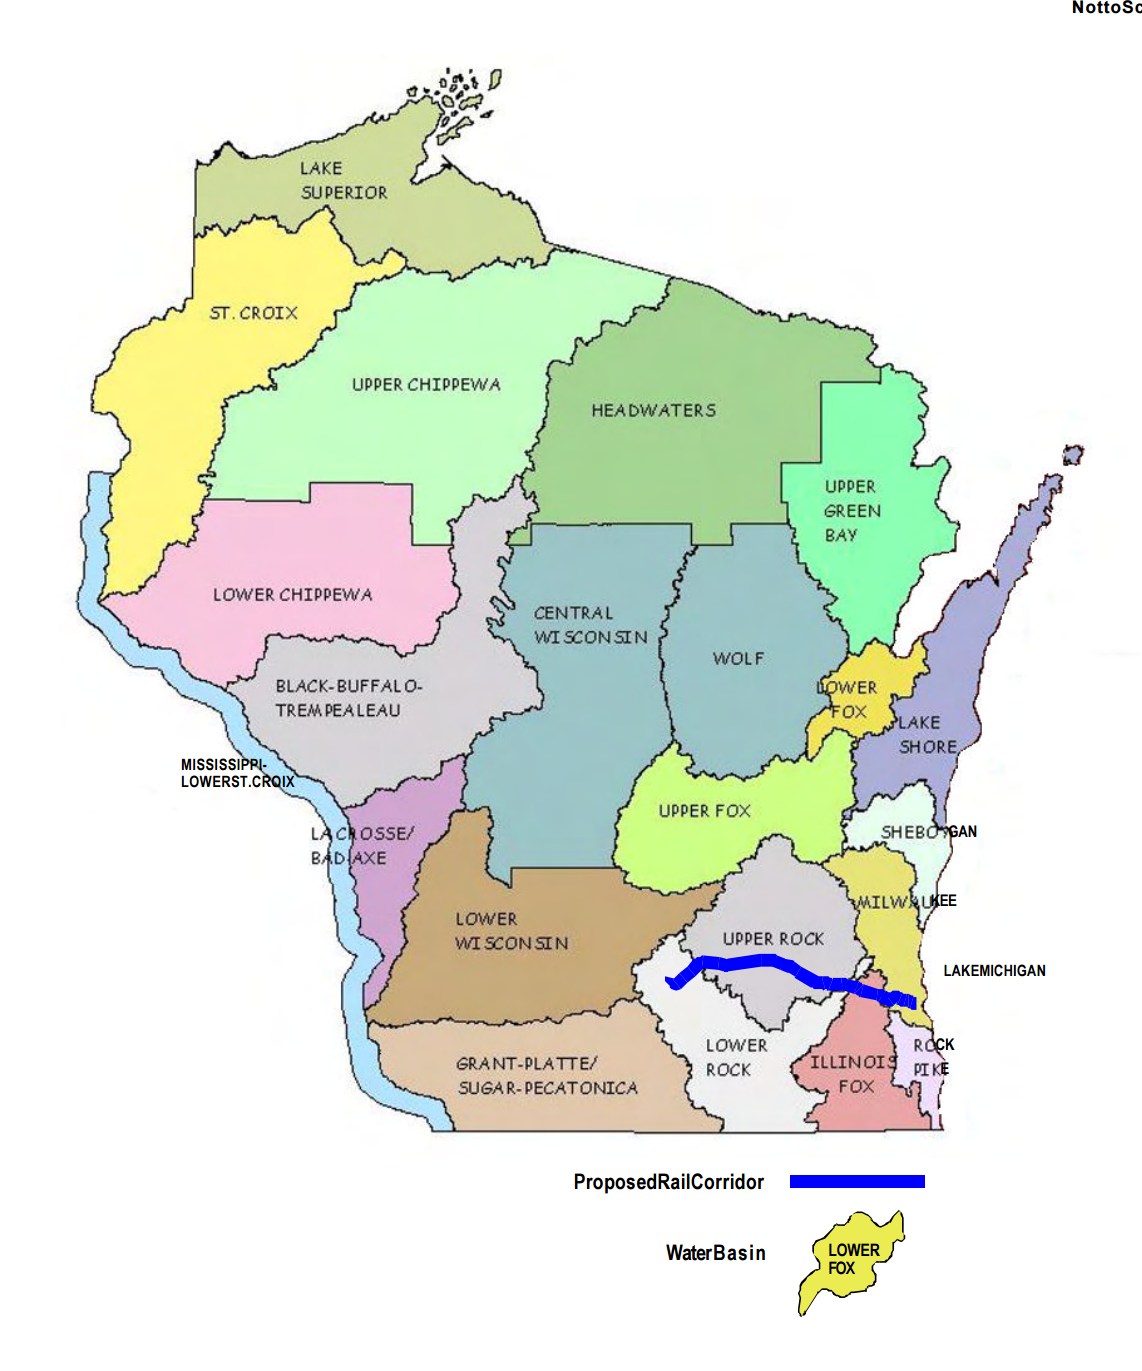 NottoSc
LAKE
SUPERIOR
ST. CROIX
UPPER CHIPPEWA
HEADWATERS
UPPER
GREEN
BAY
LOWER CHIPPEWA
CENTRAL
WISCONSIN
WOLF
BLACK-BUFFALO-
TREMPEALEAU
LOWER
FOX
LAKE
SHORE
MISSISSIPPI-
LOWERST.CROIX
UPPER FOX
LACROSSE/
BAD AXE
SHEBOYGAN
MILWAUKEE
LOWER
WISCONSIN
UPPER ROCK
LAKEMICHIGAN
LOWER
ROCK
ILLINOIS
FOX
ROCK
PIKE
GRANT-PLATTE/
SUGAR-PECATONICA
ProposedRailCorridor
WaterBasin
LOWER
FOX